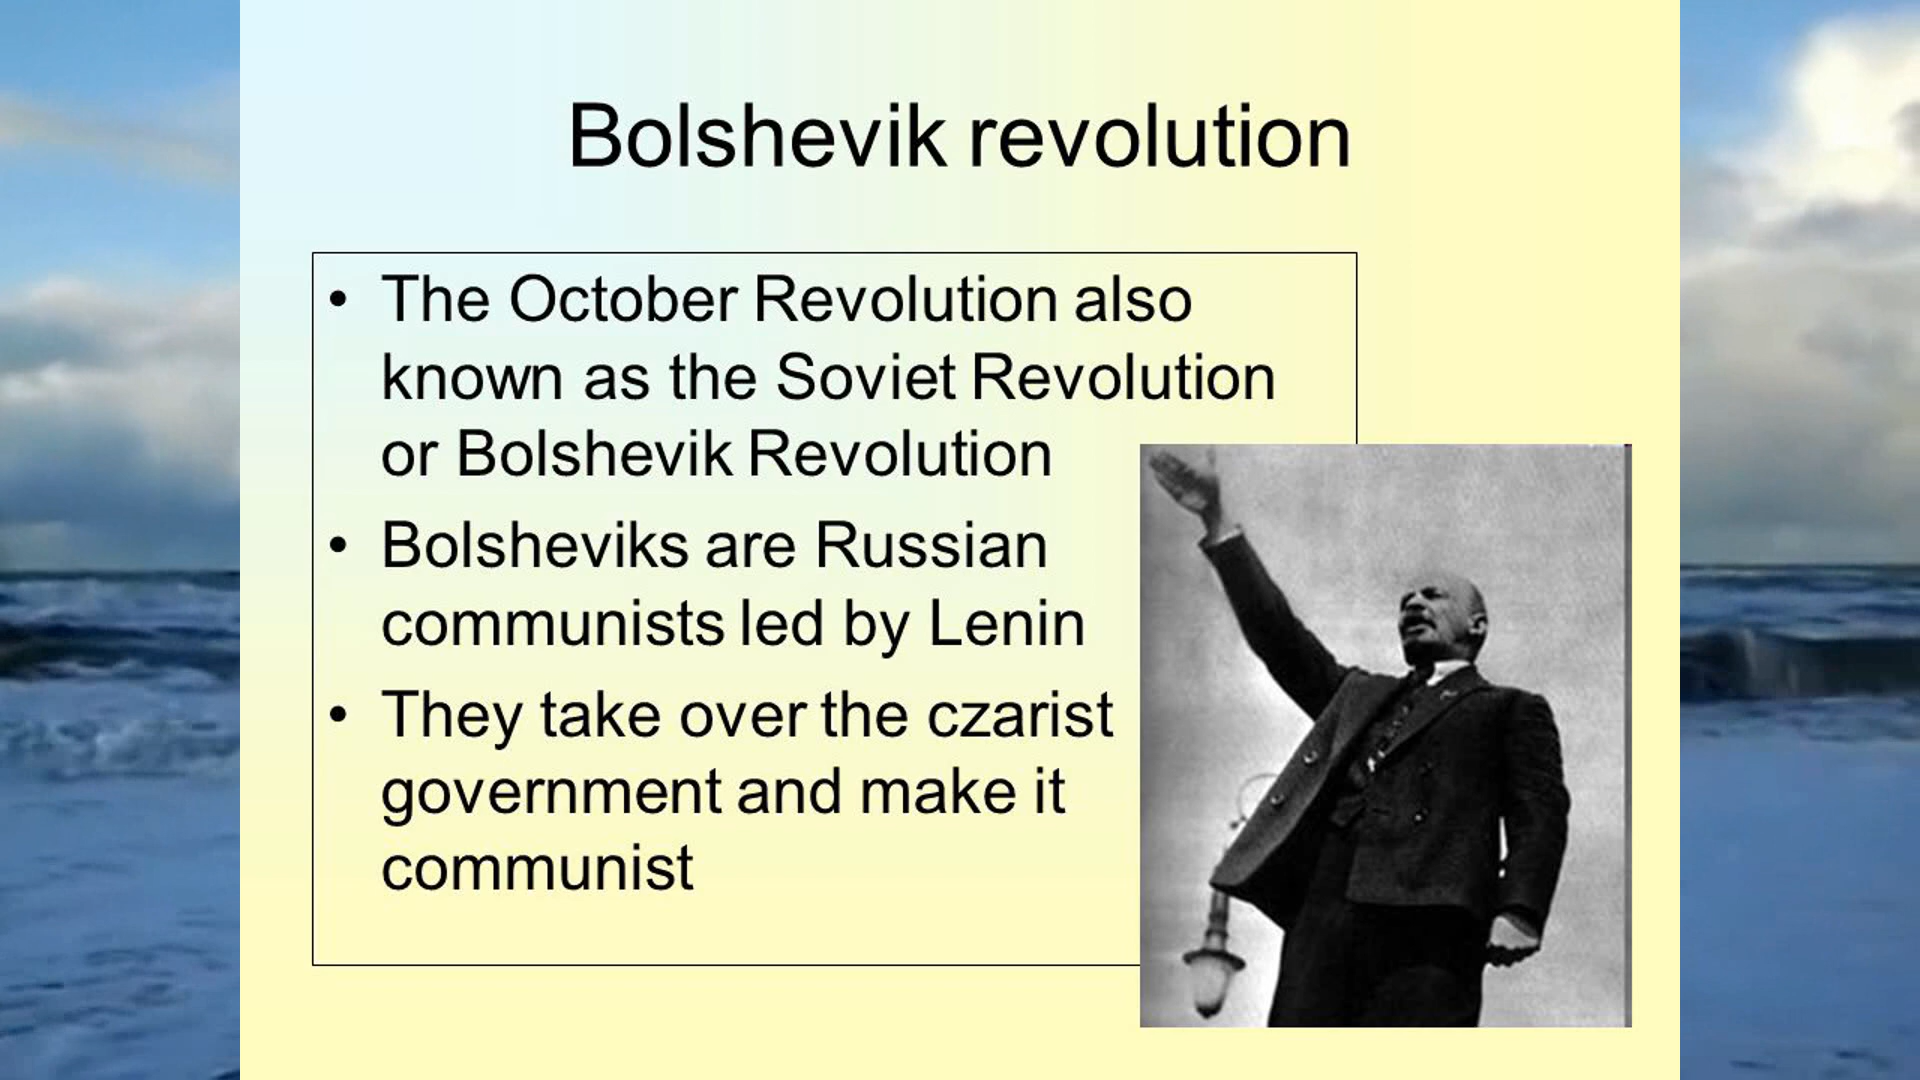 Bolshevik revolution
• The October Revolution also
known as the Soviet Revolution
or Bolshevik Revolution
• Bolsheviks are Russian
communists led by Lenin
• They take over the czarist
government and make it
communist